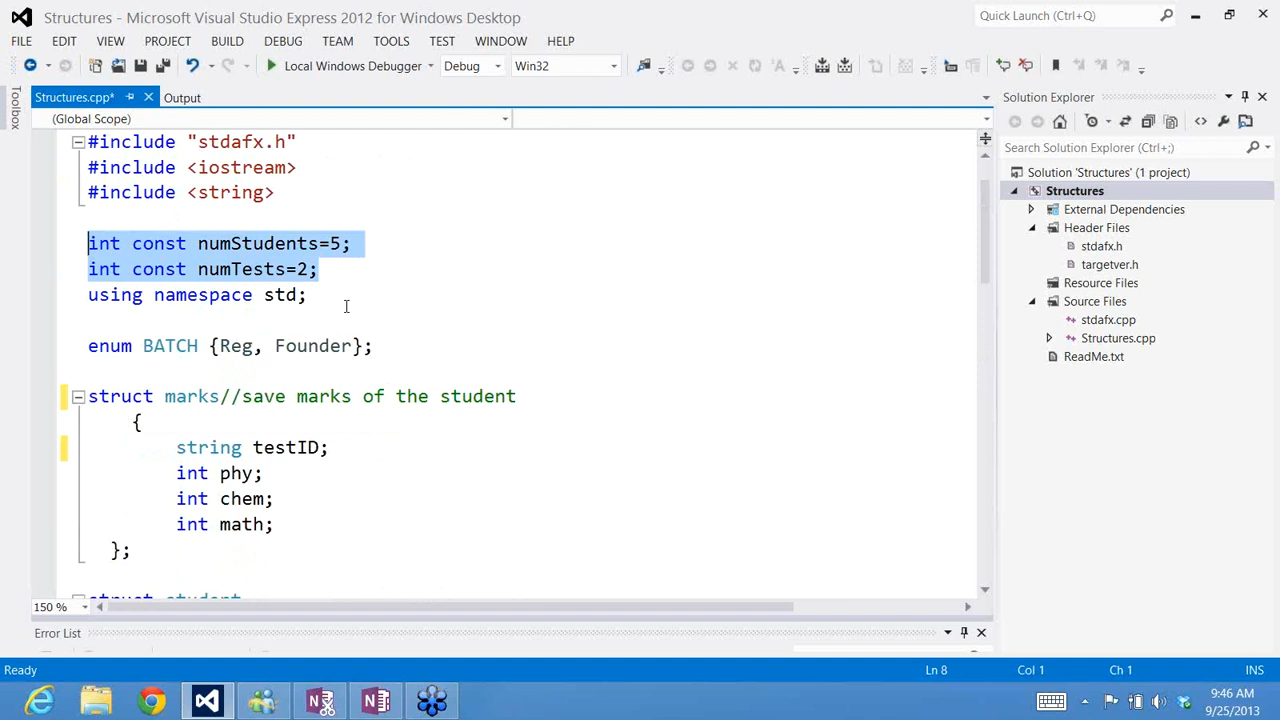 Structures - Microsoft Visual Studio Express 2012 for Windows Desktop
Quick Launch (Ctrl+Q)
FILE EDIT VIEW PROJECT BUILD DEBUG TEAM TOOLS TEST WINDOW HELP
Local Windows Debugger Debug Win32
Toolbox
Structures.cpp* Output
(Global Scope)
#include "stdafx.h"
#include <iostream>
#include <string>
int const numStudents=5;
int const numTests=2;
using namespace std;
enum BATCH {Reg, Founder};
struct marks//save marks of the student
{
string testID;
int phy;
int chem;
int math;
};
struct student
150 %
Solution Explorer
Search Solution Explorer (Ctrl+;)
Solution 'Structures' (1 project)
Structures
External Dependencies
Header Files
stdafx.h
targetver.h
Resource Files
Source Files
stdafx.cpp
Structures.cpp
ReadMe.txt
Error List
Ready Ln 8 Col 1 Ch 1 INS
9:46 AM
9/25/2013